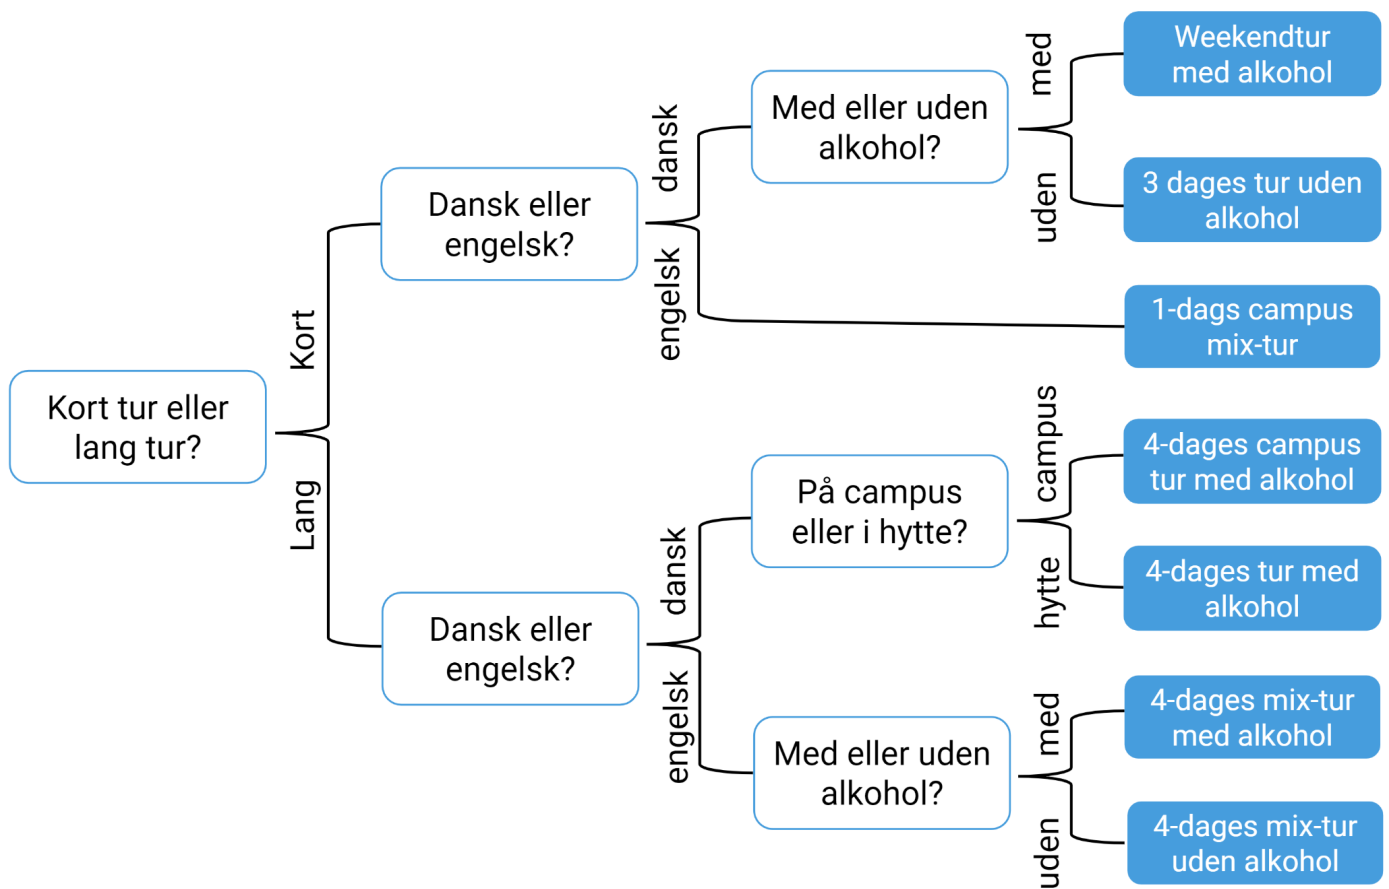 Kort tur eller
lang tur?
Kort
Lang
Dansk eller
engelsk?
dansk
engelsk
Med eller uden
alkohol?
med
uden
Weekendtur
med alkohol
3 dages tur uden
alkohol
1-dags campus
mix-tur
Dansk eller
engelsk?
dansk
engelsk
På campus
eller i hytte?
campus
hytte
4-dages campus
tur med alkohol
4-dages tur med
alkohol
Med eller uden
alkohol?
med
uden
4-dages mix-tur
med alkohol
4-dages mix-tur
uden alkohol